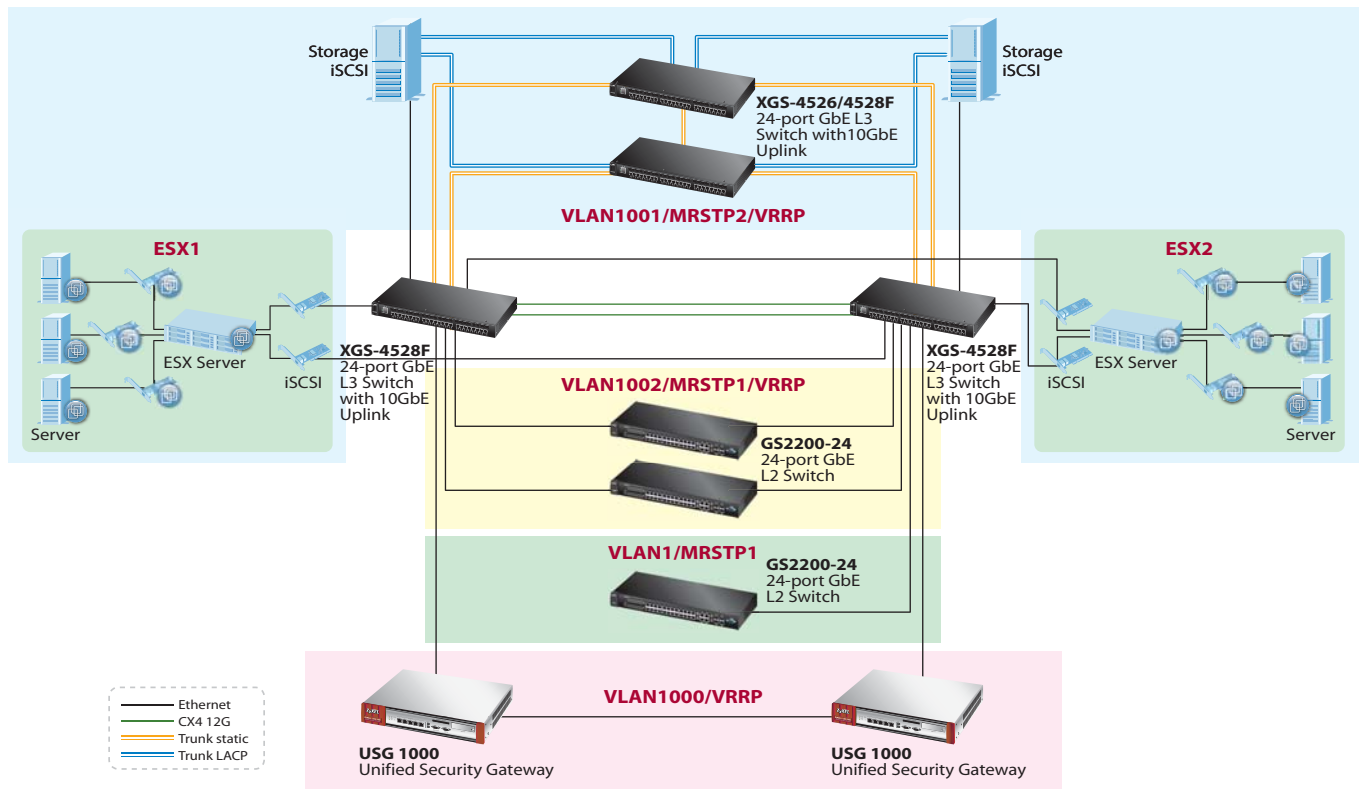 Storage
iSCSI
Storage
iSCSI
XGS-4526/4528F
24-port GbE L3
Switch with10GbE
Uplink
VLAN1001/MRSTP2/VRRP
ESX1
ESX Server
iSCSI
Server
XGS-4528F
24-port GbE
L3 Switch
with 10GbE
Uplink
XGS-4528F
24-port GbE
L3 Switch
with 10GbE
Uplink
ESX2
ESX Server
iSCSI
Server
VLAN1002/MRSTP1/VRRP
GS2200-24
24-port GbE
L2 Switch
VLAN1/MRSTP1
GS2200-24
24-port GbE
L2 Switch
VLAN1000/VRRP
ZyXEL
USG 1000
Unified Security Gateway
ZyXEL
USG 1000
Unified Security Gateway
Ethernet
CX4 12G
Trunk static
Trunk LACP